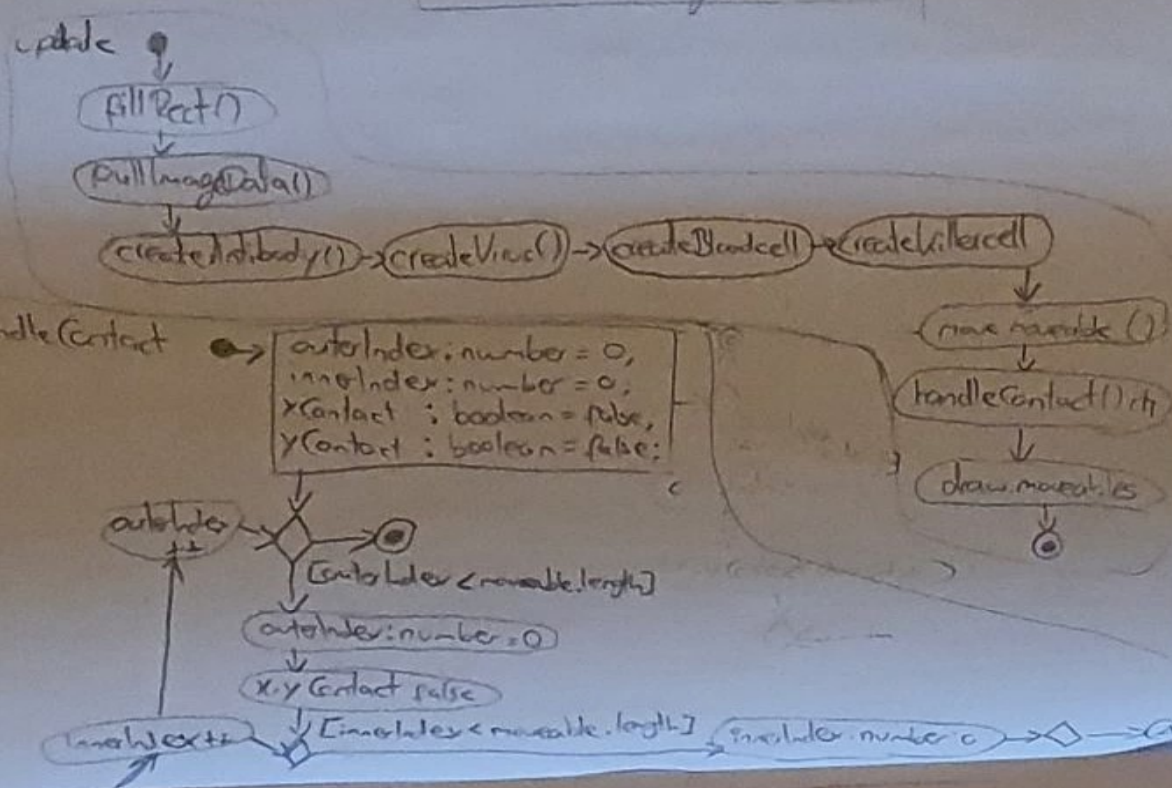 update
fillRect()
pullImageData()
createAntibody() createVirus() createBloodcell createKillercell
move.moveable()
handleContact
handleContact()
outerIndex: number = 0,
innerIndex: number = 0,
xContact : boolean = false,
yContact : boolean = false;
draw.moveables
outerIndex
++
[outerIndex < moveable.length]
outerIndex: number = 0
x.y Contact false
innerIndex++
[innerIndex < moveable.length]
innerIndex number